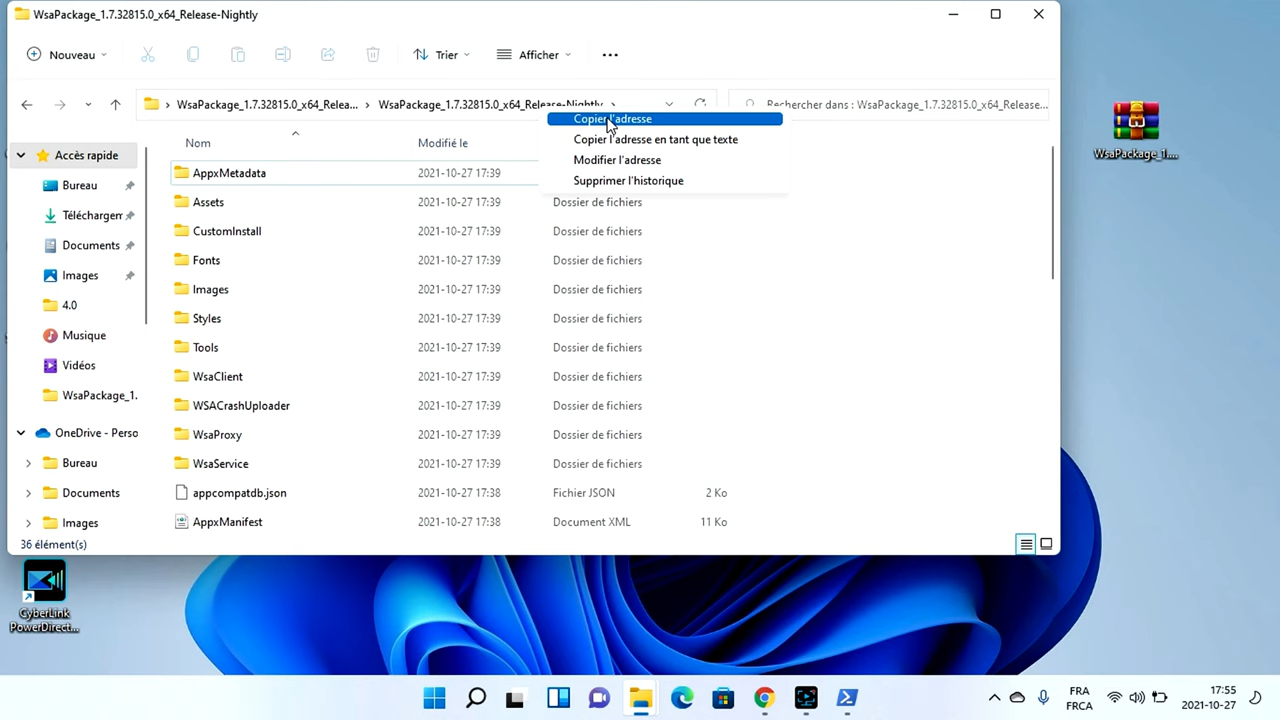 WsaPackage_1.7.32815.0_x64_Release-Nightly
Nouveau
Trier
Afficher
WsaPackage_1.7.32815.0_x64_Relea... > WsaPackage_1.7.32815.0_x64_Release-Nightly >
Rechercher dans : WsaPackage_1.7.32815.0_x64_Release...
Copier l'adresse
Copier l'adresse en tant que texte
Modifier l'adresse
Supprimer l'historique
WsaPackage_1....
Accès rapide
Bureau
Téléchargem
Documents
Images
4.0
Musique
Vidéos
WsaPackage_1.
OneDrive - Perso
Bureau
Documents
Images
Nom Modifié le
AppxMetadata 2021-10-27 17:39
Assets 2021-10-27 17:39 Dossier de fichiers
CustomInstall 2021-10-27 17:39 Dossier de fichiers
Fonts 2021-10-27 17:39 Dossier de fichiers
Images 2021-10-27 17:39 Dossier de fichiers
Styles 2021-10-27 17:39 Dossier de fichiers
Tools 2021-10-27 17:39 Dossier de fichiers
WsaClient 2021-10-27 17:39 Dossier de fichiers
WSACrashUploader 2021-10-27 17:39 Dossier de fichiers
WsaProxy 2021-10-27 17:39 Dossier de fichiers
WsaService 2021-10-27 17:39 Dossier de fichiers
appcompatdb.json 2021-10-27 17:38 Fichier JSON 2 Ko
AppxManifest 2021-10-27 17:38 Document XML 11 Ko
36 élément(s)
CyberLink
PowerDirect...
FRA
FRCA
17:55
2021-10-27